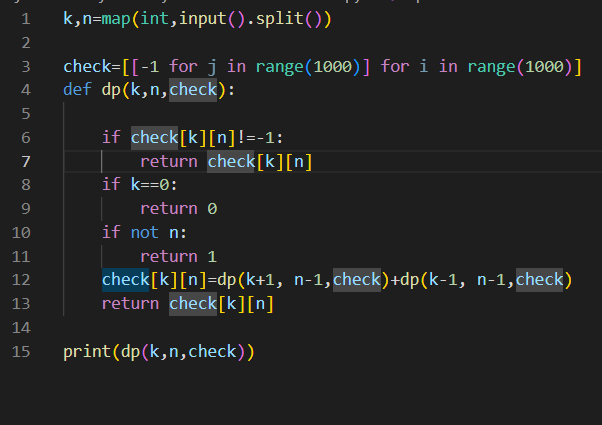 1 k,n=map(int,input().split())
2
3 check=[[-1 for j in range(1000)] for i in range(1000)]
4 def dp(k,n,check):
5
6     if check[k][n]!=-1:
7         return check[k][n]
8     if k==0:
9         return 0
10     if not n:
11         return 1
12     check[k][n]=dp(k+1, n-1,check)+dp(k-1, n-1,check)
13     return check[k][n]
14
15 print(dp(k,n,check))